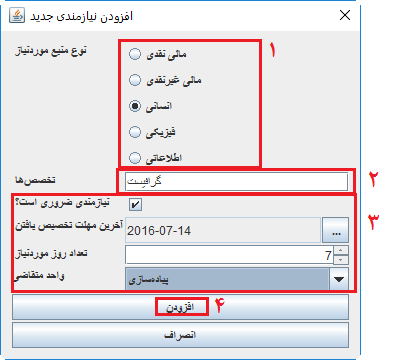 افزودن نیازمندی جدید
نوع منبع موردنیاز
مالی نقدی
۱
مالی غیرنقدی
انسانی
فیزیکی
اطلاعاتی
تخصص‌ها
گرافیست
۲
نیازمندی ضروری است؟
آخرین مهلت تخصیص یافتن
2016-07-14
...
۳
تعداد روز موردنیاز
7
واحد متقاضی
پیاده‌سازی
افزودن
۴
انصراف